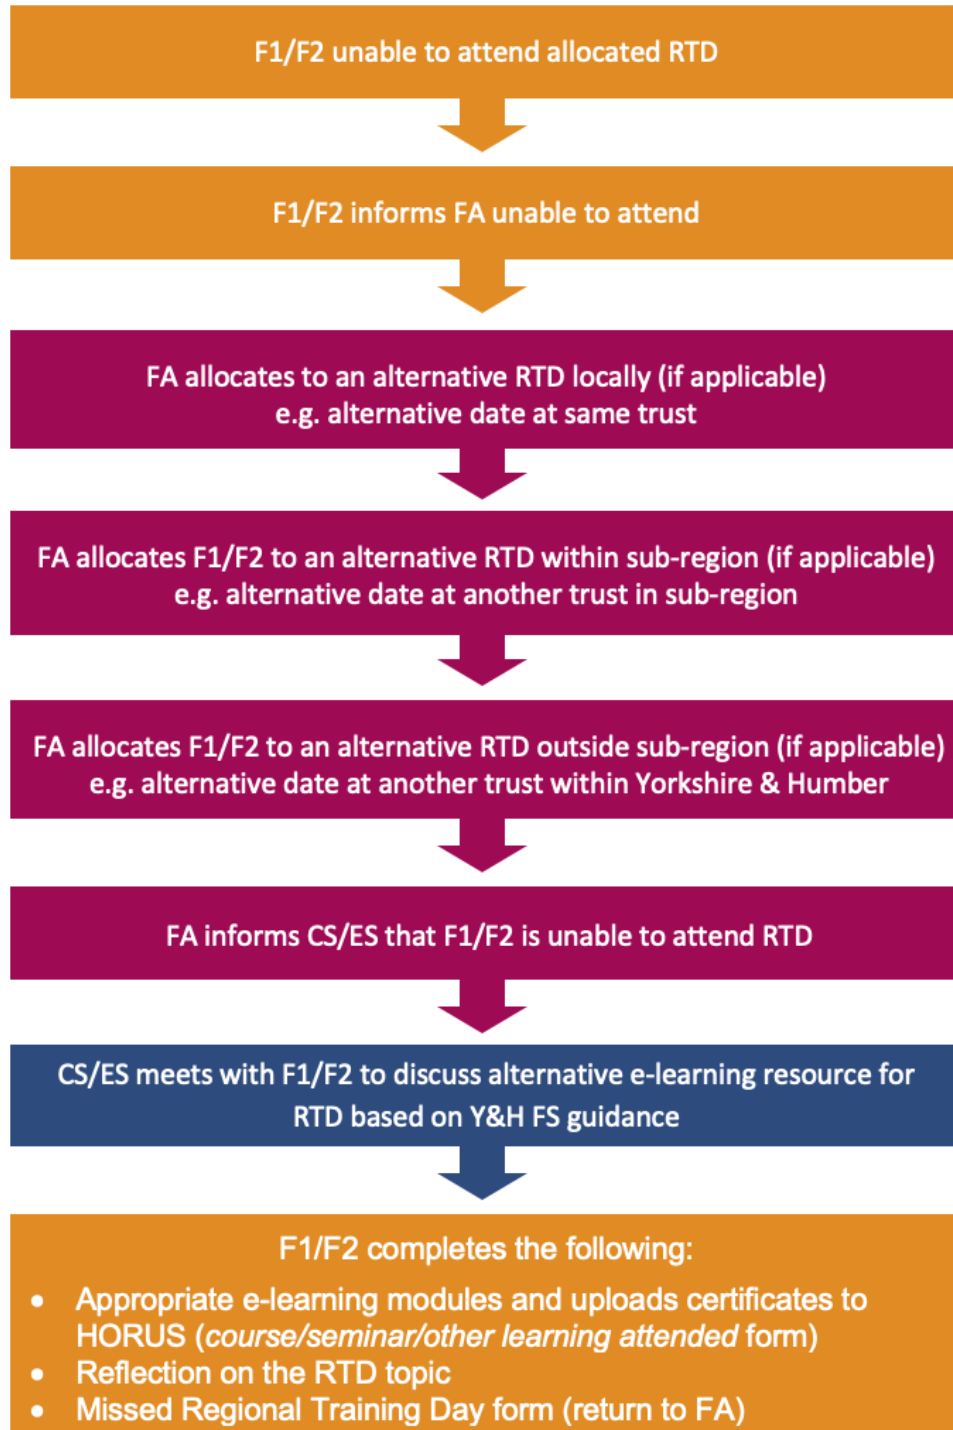 F1/F2 unable to attend allocated RTD
F1/F2 informs FA unable to attend
FA allocates to an alternative RTD locally (if applicable)
e.g. alternative date at same trust
FA allocates F1/F2 to an alternative RTD within sub-region (if applicable)
e.g. alternative date at another trust in sub-region
FA allocates F1/F2 to an alternative RTD outside sub-region (if applicable)
e.g. alternative date at another trust within Yorkshire & Humber
FA informs CS/ES that F1/F2 is unable to attend RTD
CS/ES meets with F1/F2 to discuss alternative e-learning resource for
RTD based on Y&H FS guidance
F1/F2 completes the following:
• Appropriate e-learning modules and uploads certificates to
HORUS (course/seminar/other learning attended form)
• Reflection on the RTD topic
• Missed Regional Training Day form (return to FA)